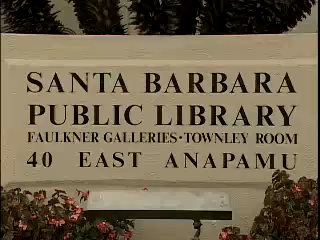 SANTA BARBARA
PUBLIC LIBRARY
FAULKNER GALLERIES·TOWNLEY ROOM
40 EAST ANAPAMU